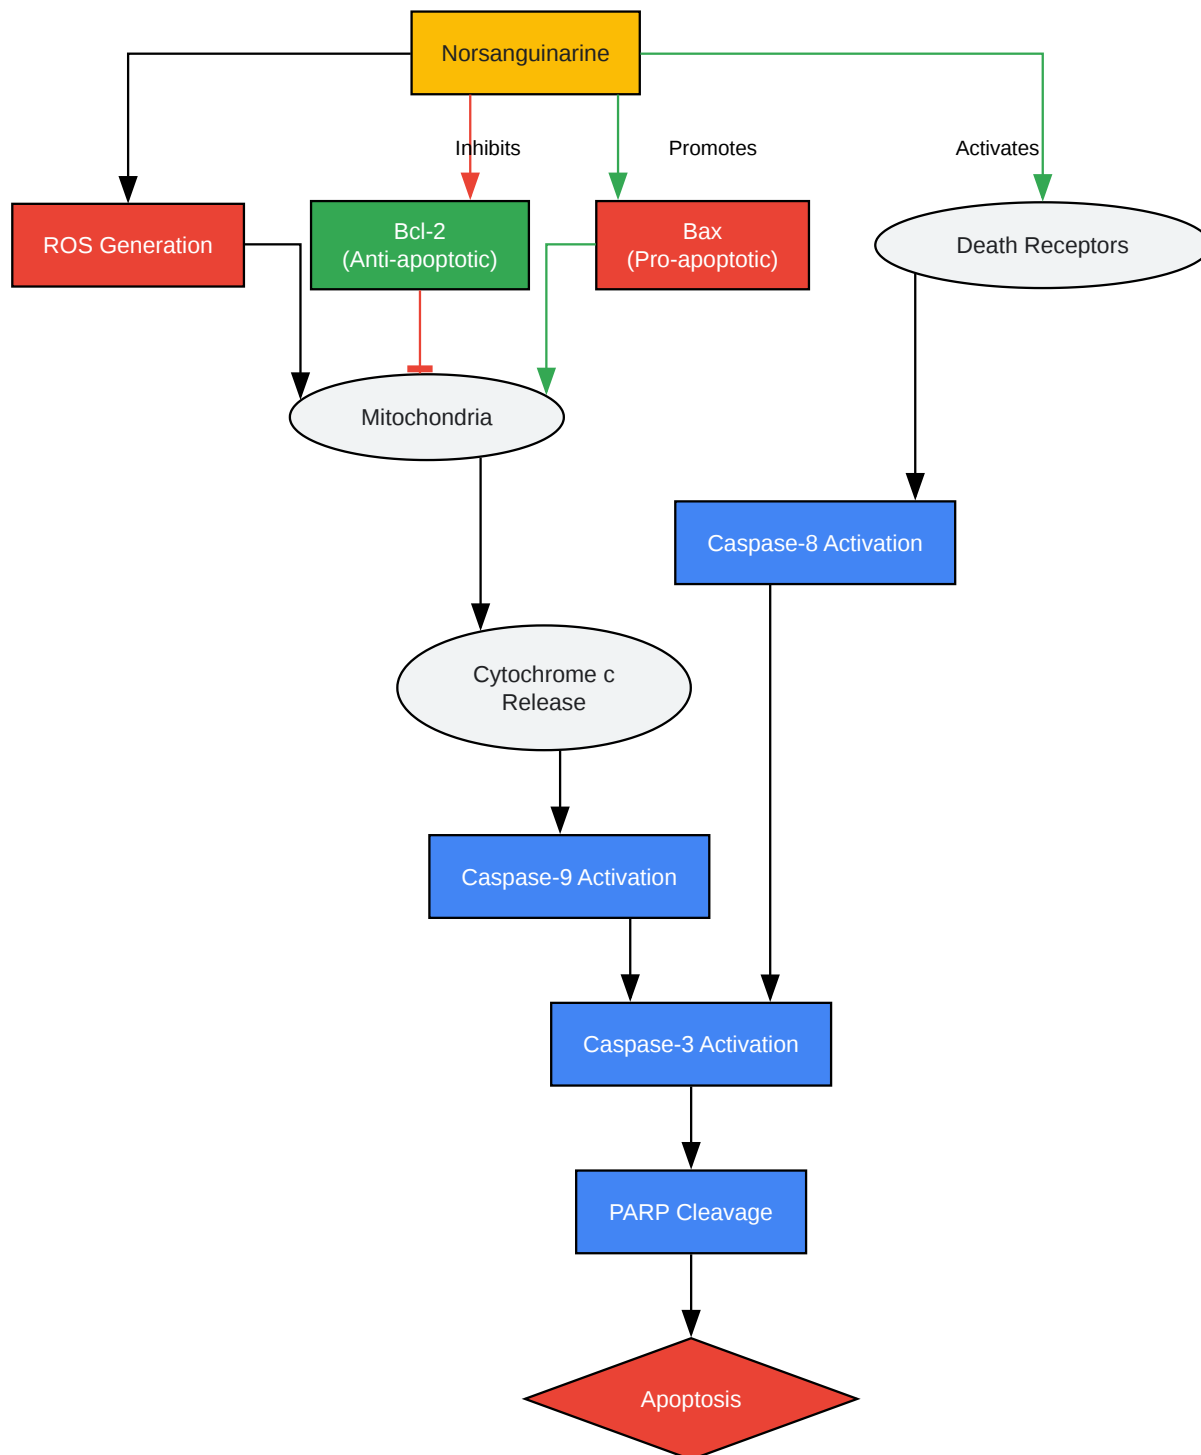 Norsanguinarine
Inhibits
Promotes
Activates
ROS Generation
Bcl-2
(Anti-apoptotic)
Bax
(Pro-apoptotic)
Death Receptors
Mitochondria
Caspase-8 Activation
Cytochrome c
Release
Caspase-9 Activation
Caspase-3 Activation
PARP Cleavage
Apoptosis